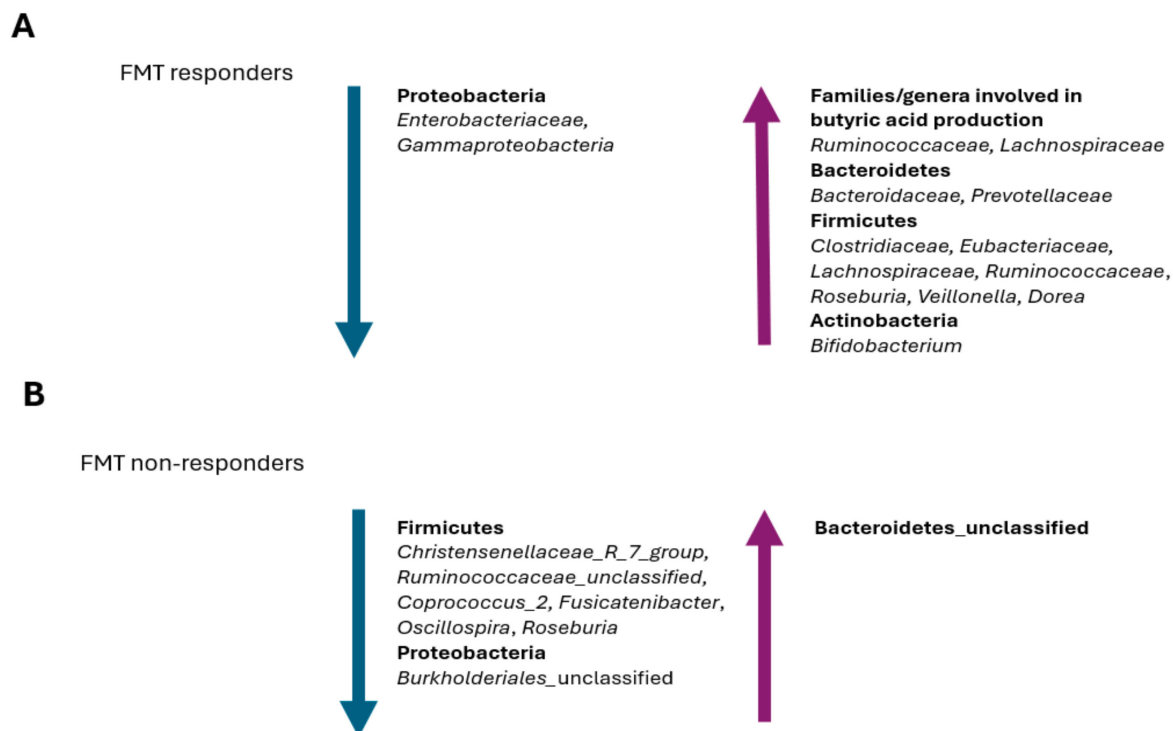 A
FMT responders
Proteobacteria
Enterobacteriaceae,
Gammaproteobacteria
Families/genera involved in
butyric acid production
Ruminococcaceae, Lachnospiraceae
Bacteroidetes
Bacteroidaceae, Prevotellaceae
Firmicutes
Clostridiaceae, Eubacteriaceae,
Lachnospiraceae, Ruminococcaceae,
Roseburia, Veillonella, Dorea
Actinobacteria
Bifidobacterium
B
FMT non-responders
Firmicutes
Christensenellaceae_R_7_group,
Ruminococcaceae_unclassified,
Coprococcus_2, Fusicatenibacter,
Oscillospira, Roseburia
Proteobacteria
Burkholderiales_unclassified
Bacteroidetes_unclassified